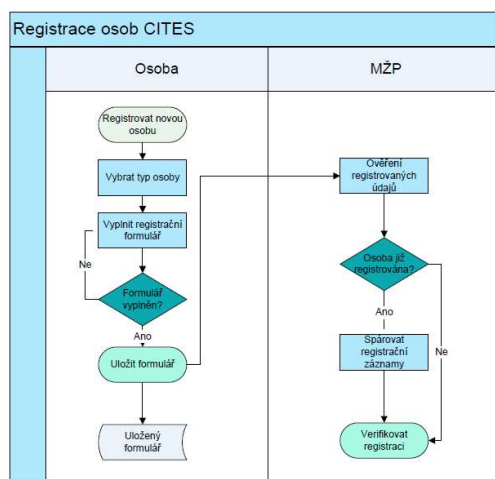 Registrace osob CITES
Osoba
MŽP
Registrovat novou
osobu
Vybrat typ osoby
Vyplnit registrační
formulář
Ne
Formulář
vyplněn?
Ano
Uložit formulář
Uložený
formulář
Ověření
registrovaných
údajů
Osoba již
registrována?
Ano
Spárovat
registrační
záznamy
Ne
Verifikovat
registraci